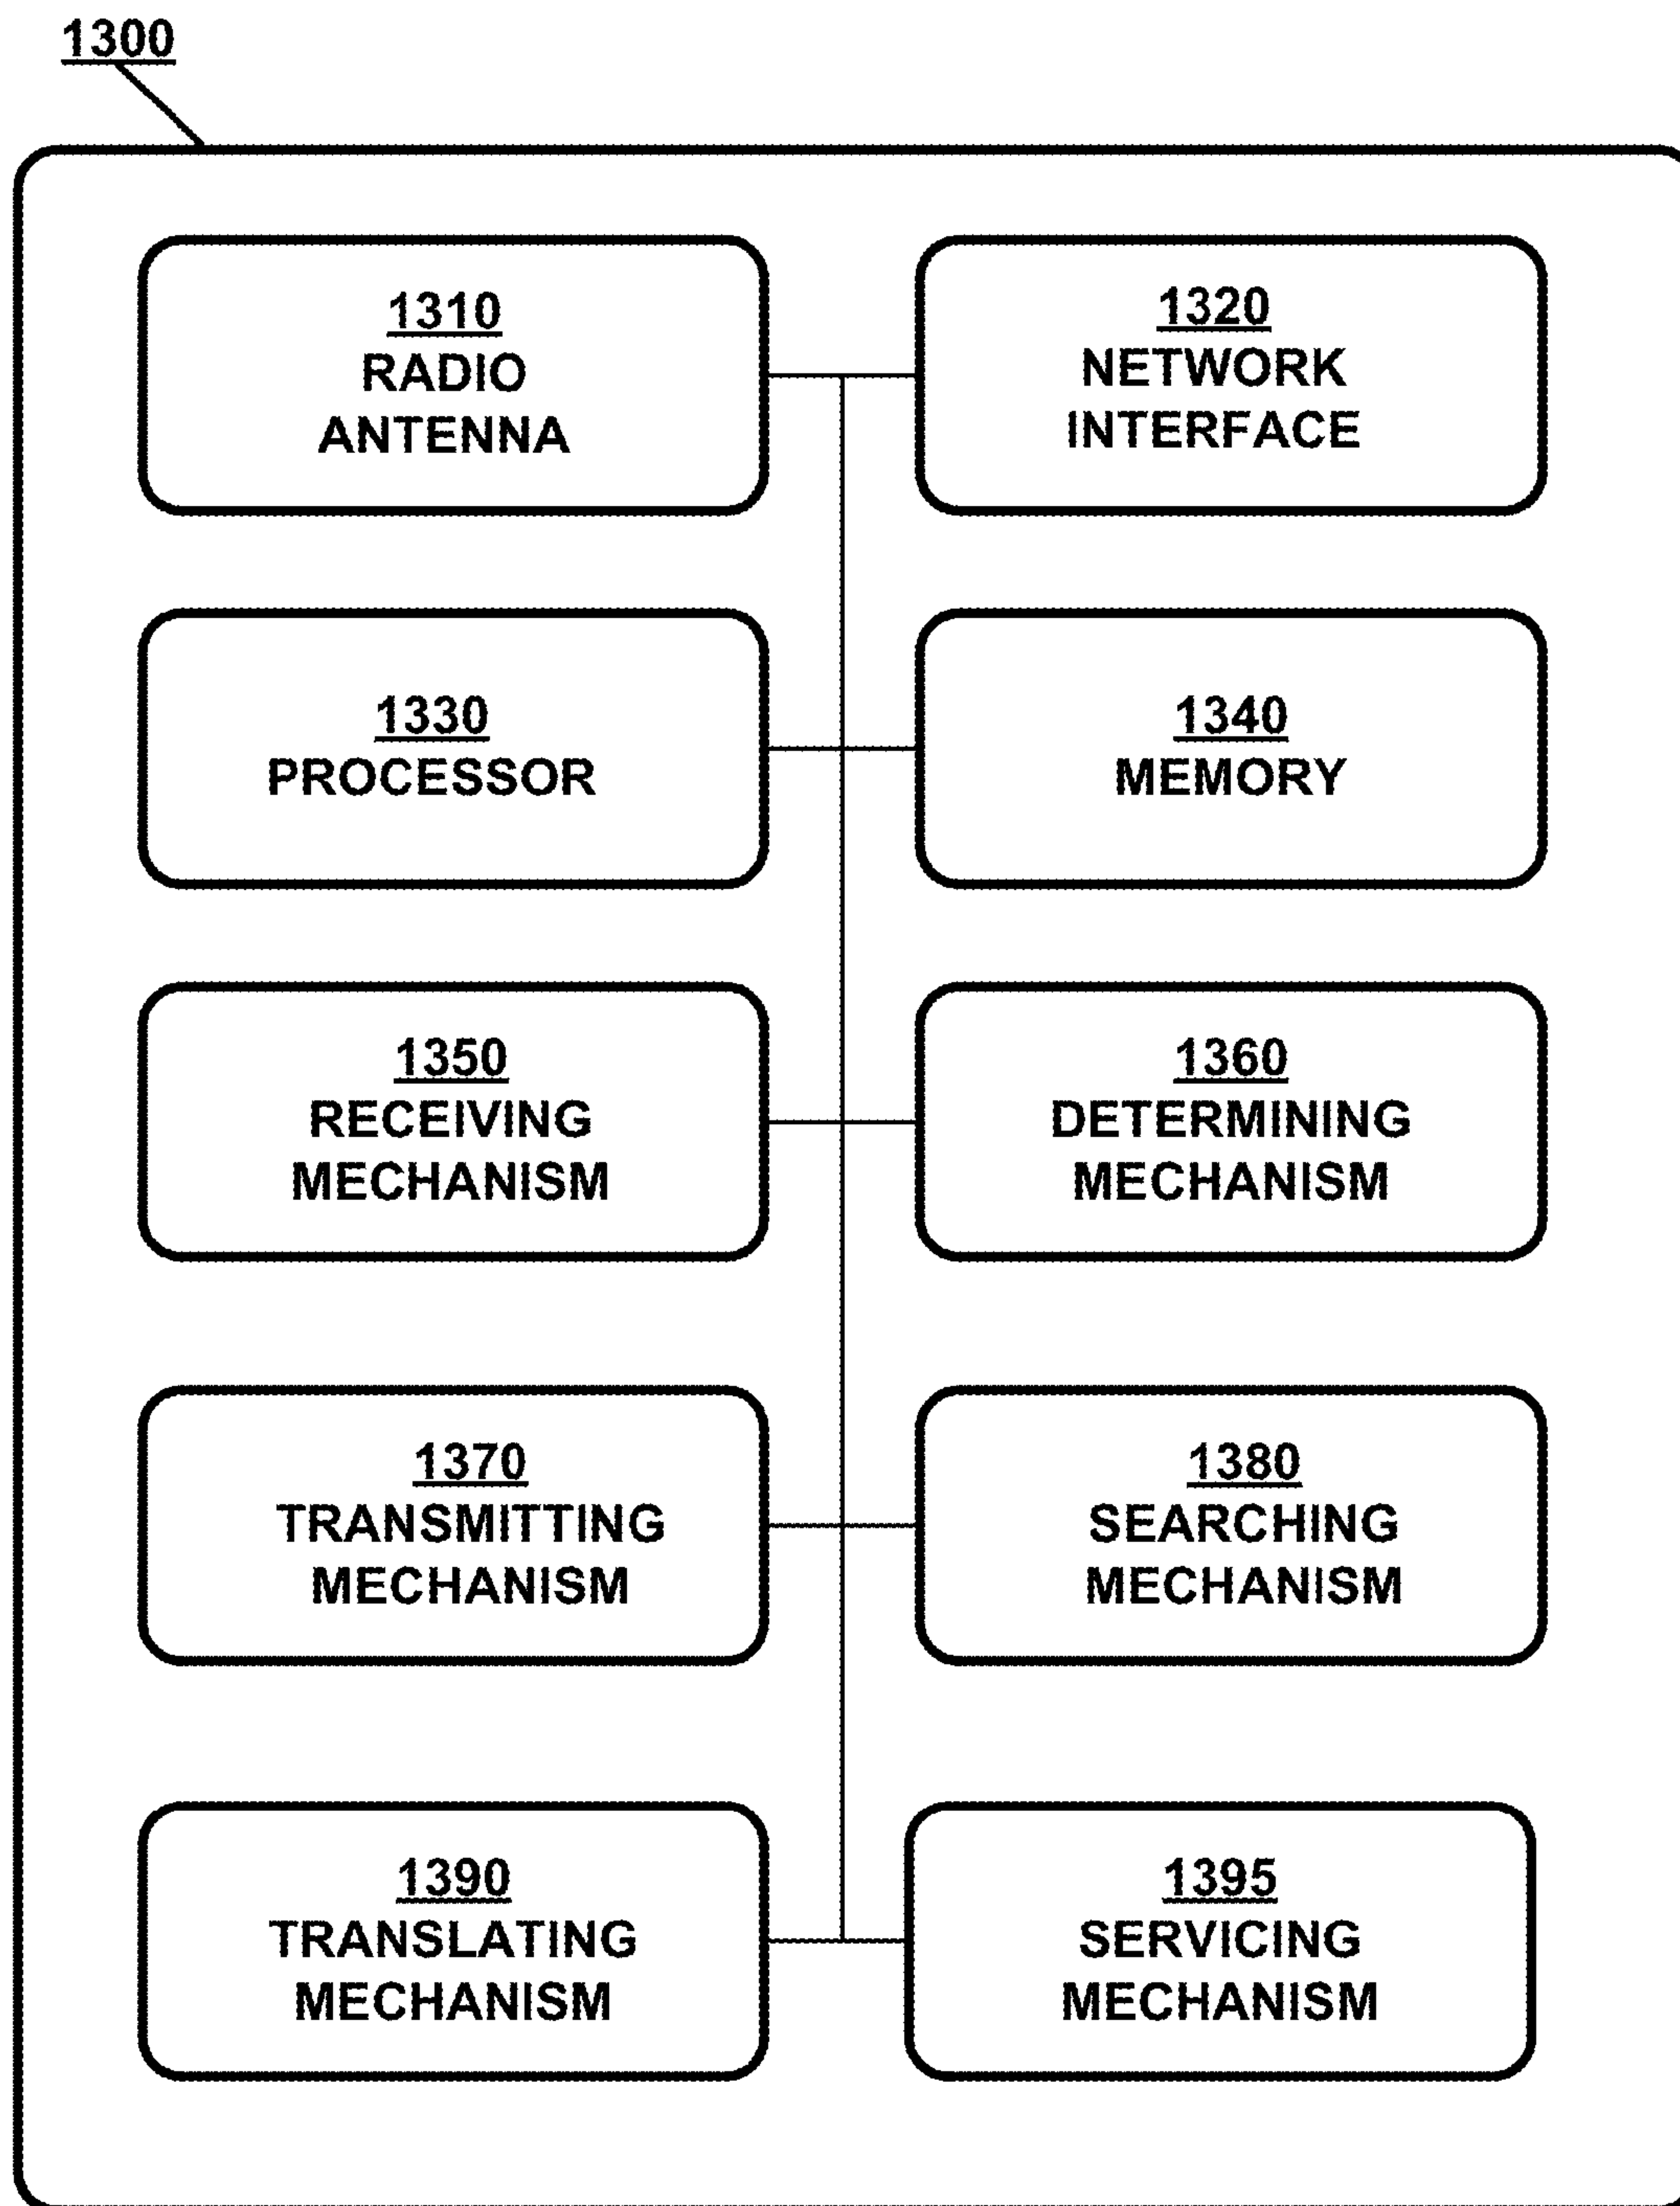 1300
1310
RADIO
ANTENNA
1320
NETWORK
INTERFACE
1330
PROCESSOR
1340
MEMORY
1350
RECEIVING
MECHANISM
1360
DETERMINING
MECHANISM
1370
TRANSMITTING
MECHANISM
1380
SEARCHING
MECHANISM
1390
TRANSLATING
MECHANISM
1395
SERVICING
MECHANISM